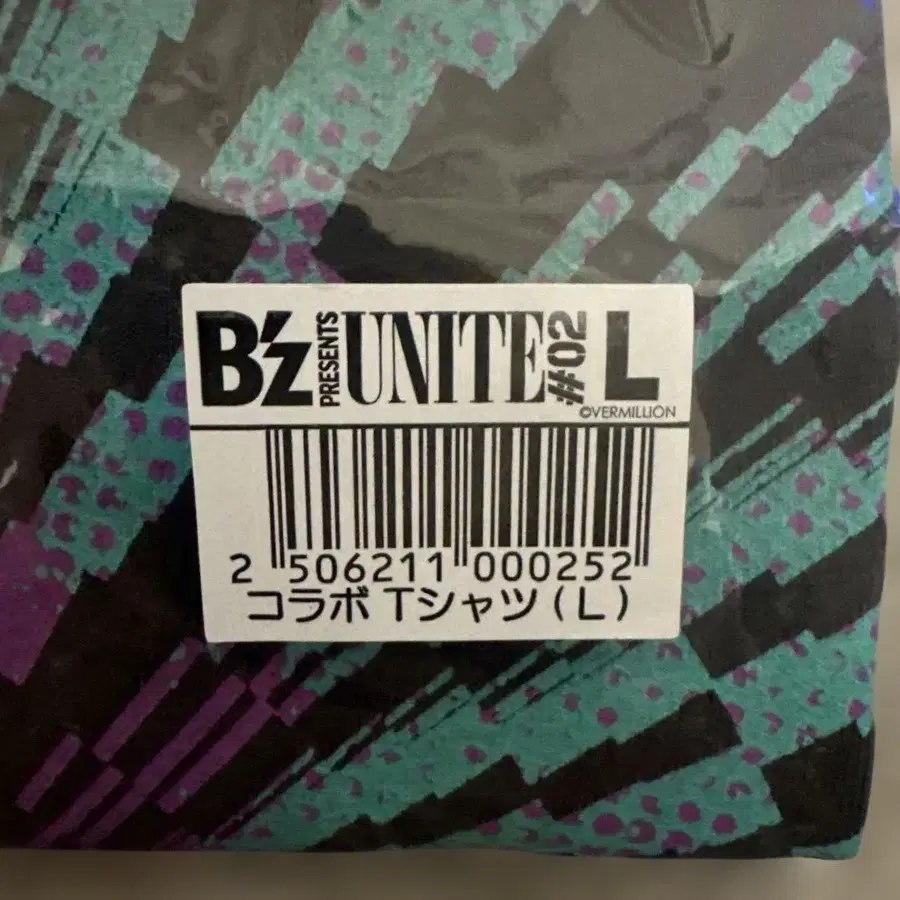 B'z PRESENTS UNITE #02 L
©VERMILLION
2 506211 000252
コラボTシャツ(L)